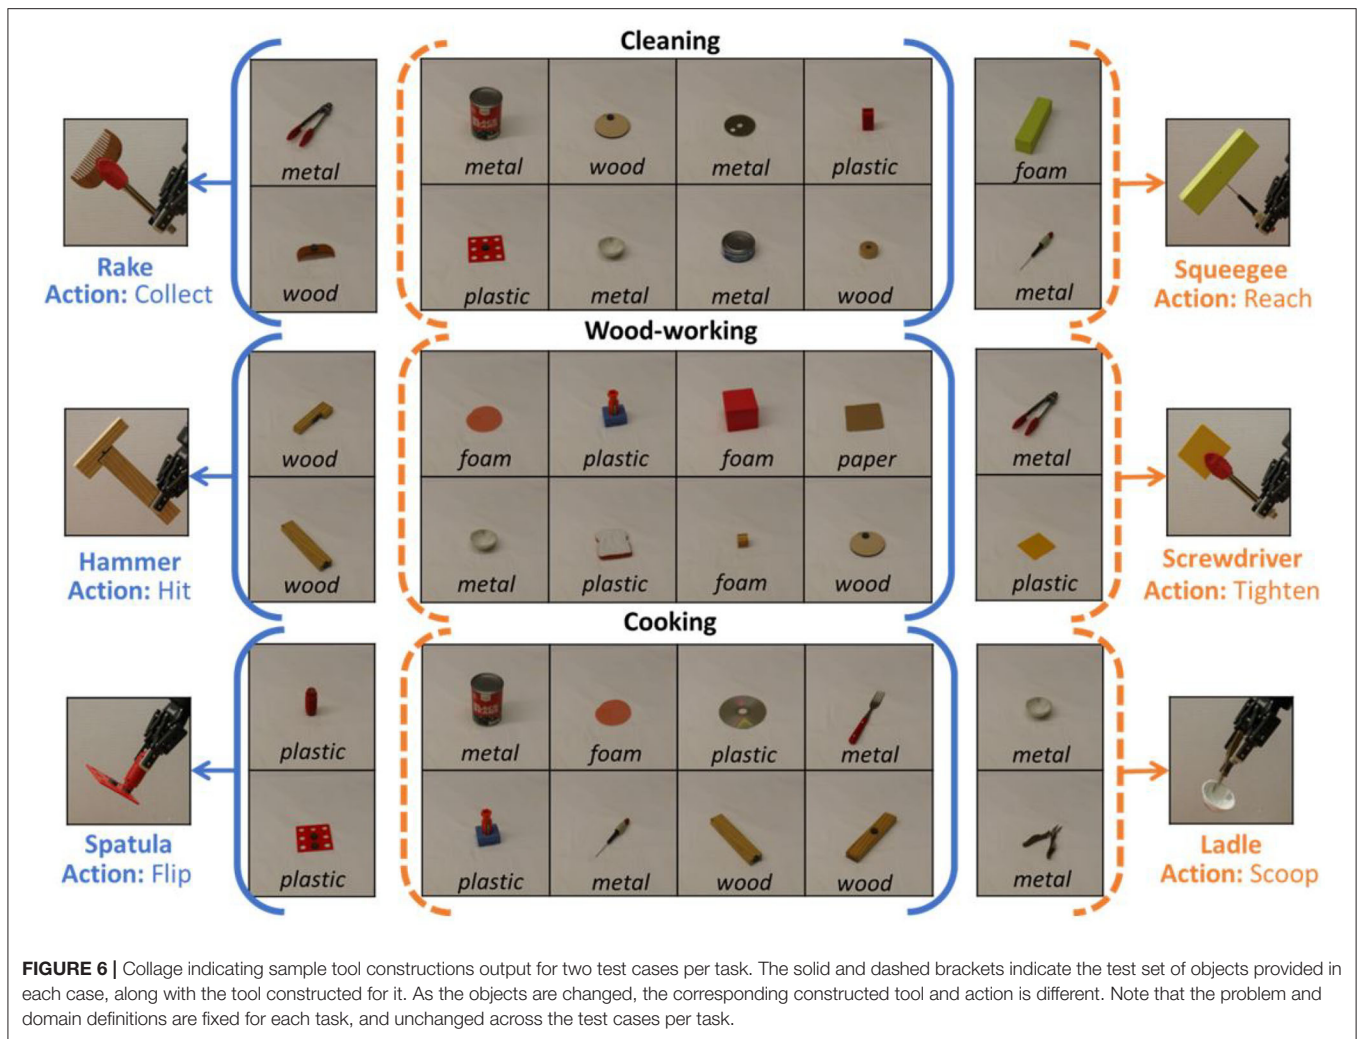 Cleaning
metal
metal
wood
metal
plastic
foam
wood
plastic
metal
metal
wood
metal
Rake
Action: Collect
Squeegee
Action: Reach
Wood-working
wood
foam
plastic
foam
paper
metal
wood
metal
plastic
foam
wood
plastic
Hammer
Action: Hit
Screwdriver
Action: Tighten
Cooking
plastic
metal
foam
plastic
metal
metal
plastic
plastic
metal
wood
wood
metal
Spatula
Action: Flip
Ladle
Action: Scoop
FIGURE 6 | Collage indicating sample tool constructions output for two test cases per task. The solid and dashed brackets indicate the test set of objects provided in
each case, along with the tool constructed for it. As the objects are changed, the corresponding constructed tool and action is different. Note that the problem and
domain definitions are fixed for each task, and unchanged across the test cases per task.